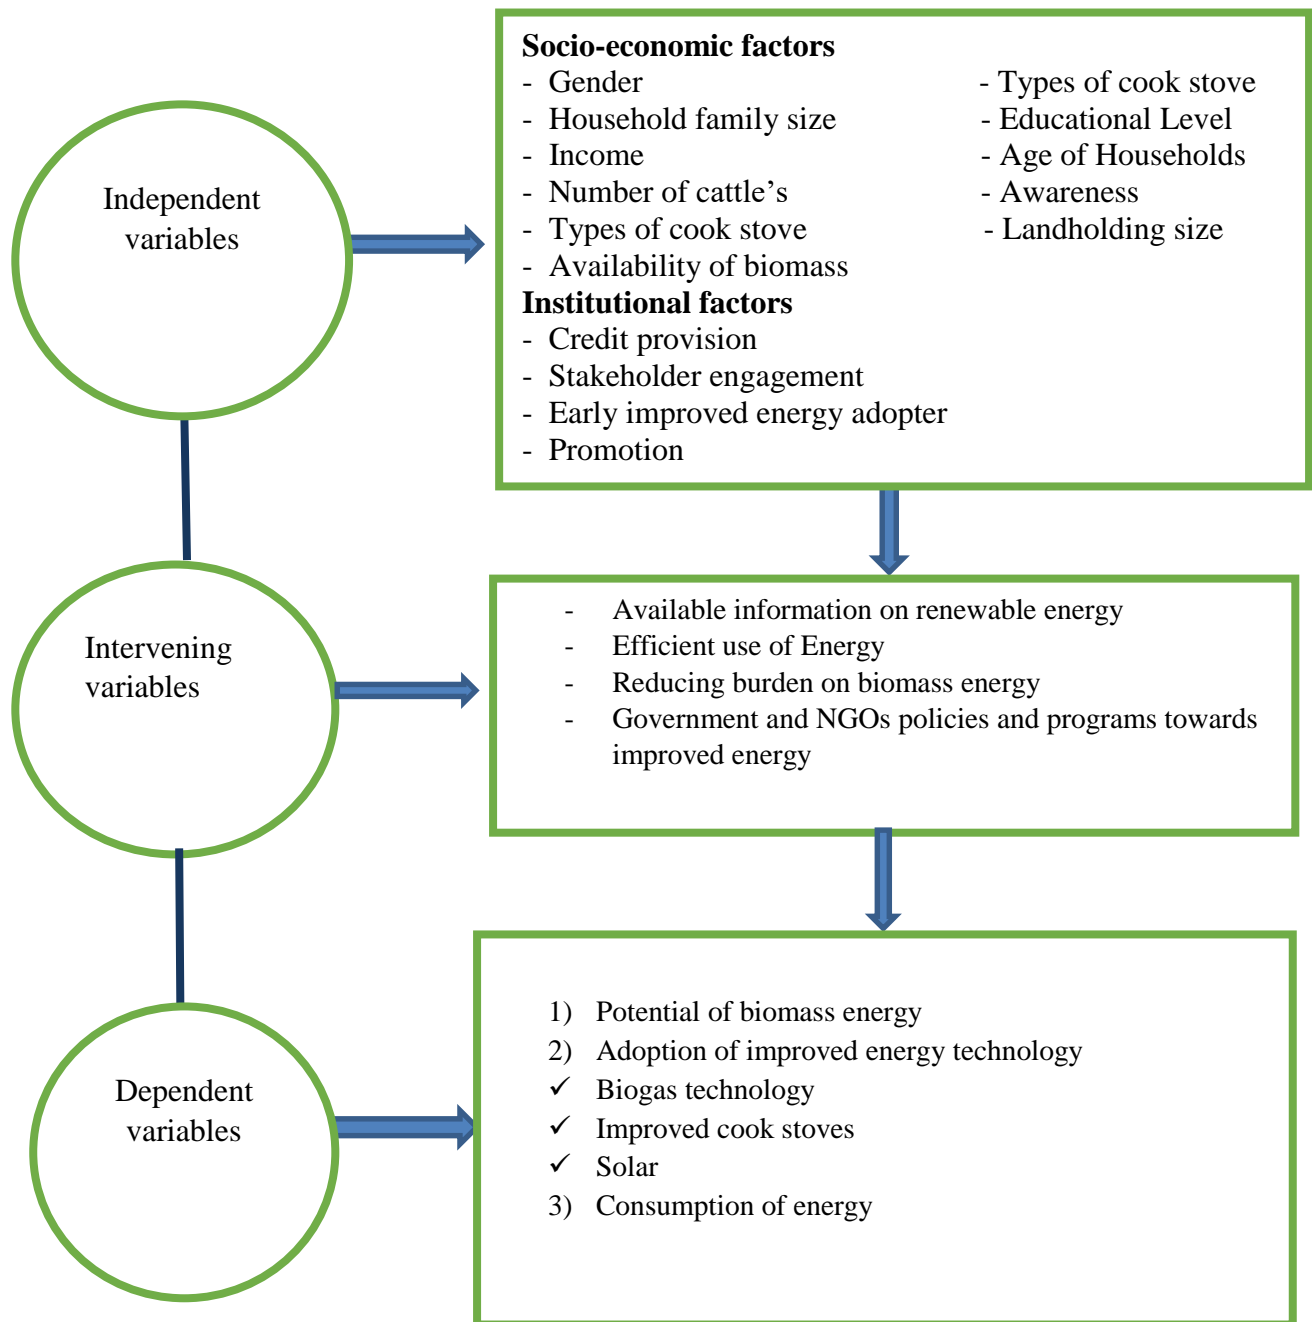 Socio-economic factors
- Gender - Types of cook stove
- Household family size - Educational Level
- Income - Age of Households
- Number of cattle’s - Awareness
- Types of cook stove - Landholding size
- Availability of biomass
Institutional factors
- Credit provision
- Stakeholder engagement
- Early improved energy adopter
- Promotion
Independent
variables
- Available information on renewable energy
- Efficient use of Energy
- Reducing burden on biomass energy
- Government and NGOs policies and programs towards
improved energy
Intervening
variables
1) Potential of biomass energy
2) Adoption of improved energy technology
✓ Biogas technology
✓ Improved cook stoves
✓ Solar
3) Consumption of energy
Dependent
variables